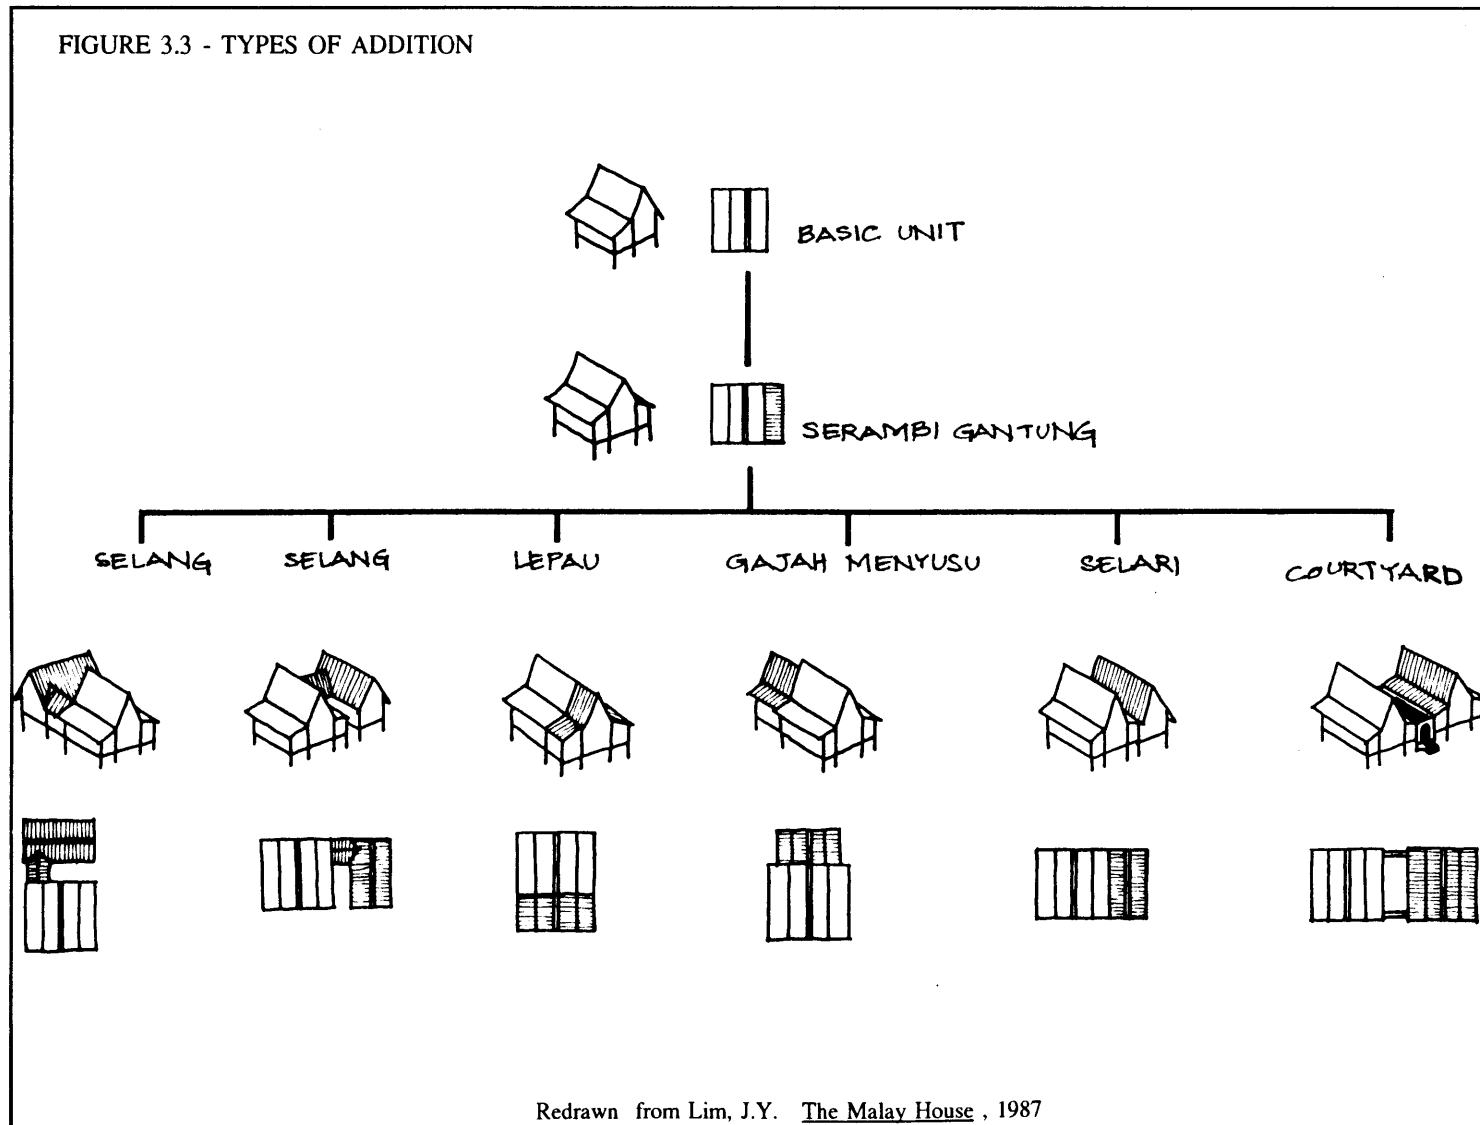 FIGURE 3.3 - TYPES OF ADDITION
BASIC UNIT
SERAMBI GANTUNG
SELANG
SELANG
LEPAU
GAJAH MENYUSU
SELARI
COURTYARD
Redrawn from Lim, J.Y. The Malay House , 1987